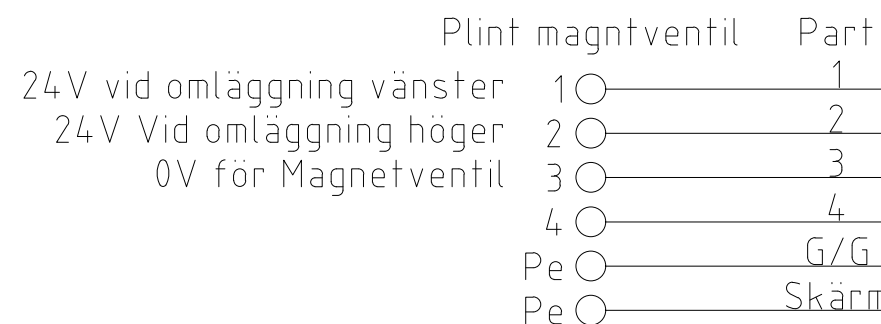 Plint magntventil Part
24V vid omläggning vänster 1 1
24V Vid omläggning höger 2 2
0V för Magnetventil 3 3
4 4
Pe G/G
Pe Skärm